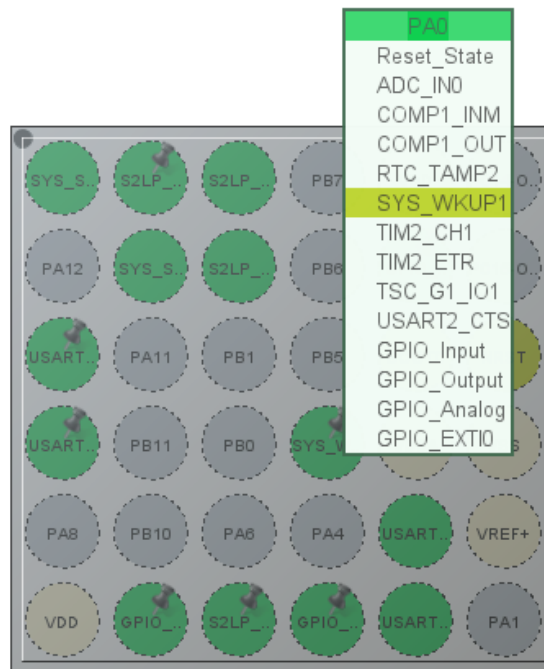 PA0
Reset_State
ADC_IN0
COMP1_INM
COMP1_OUT
RTC_TAMP2
SYS_WKUP1
TIM2_CH1
TIM2_ETR
TSC_G1_IO1
USART2_CTS
GPIO_Input
GPIO_Output
GPIO_Analog
GPIO_EXTI0
SYS_S.. S2LP_.. S2LP_.. PB7
PA12 SYS_S.. S2LP_.. PB6
USART.. PA11 PB1 PB5
USART.. PB11 PB0 SYS_W
PA8 PB10 PA6 PA4 USART.. VREF+
VDD GPIO_.. S2LP_.. GPIO_.. USART.. PA1